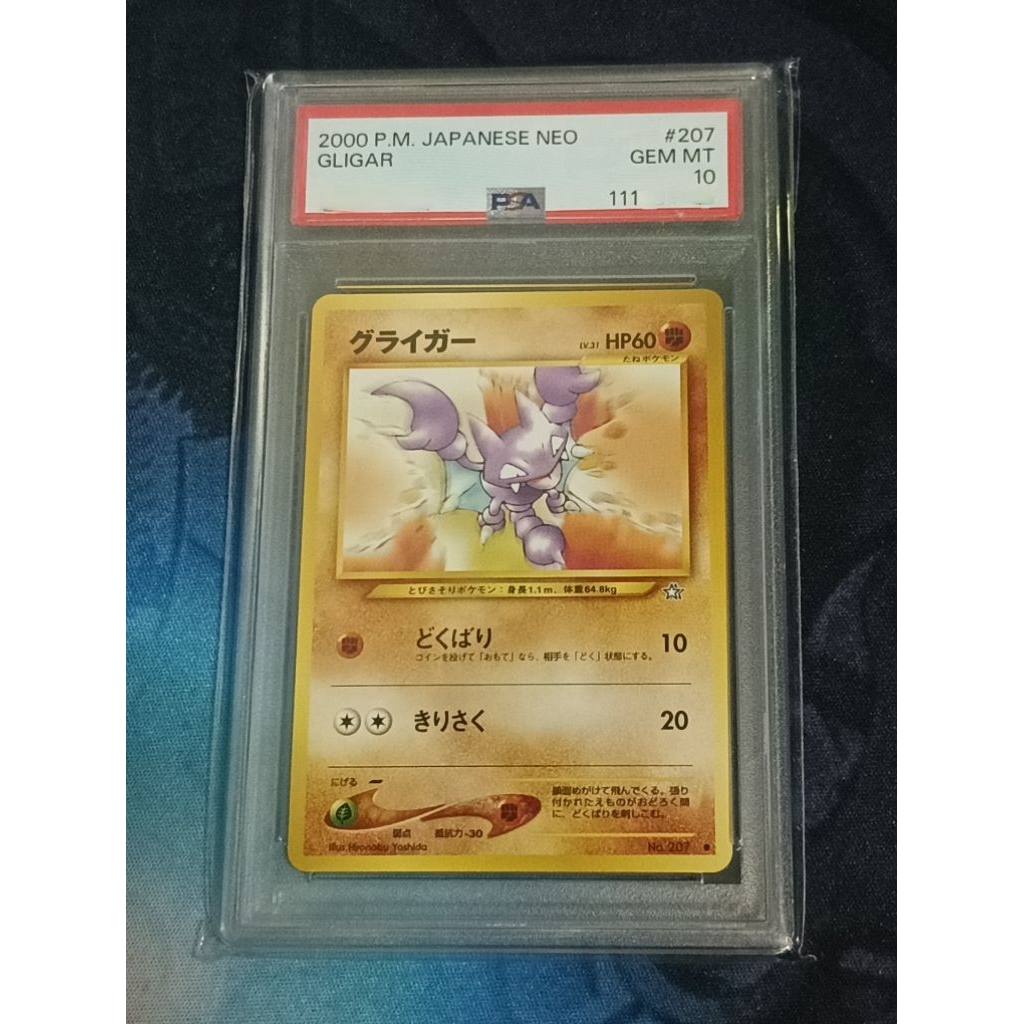 2000 P.M. JAPANESE NEO #207
GLIGAR GEM MT
10
PSA 111
グライガー LV.31 HP60
たねポケモン
とびさそりポケモン:身長1.1m、体重64.8kg
どくばり 10
コインを投げて「おもて」なら、相手を「どく」状態にする。
きりさく 20
にげる
顔面めがけて飛んでくる。張り
付かれたえものがおどろく間
に、どくばりを刺しこむ。
弱点 抵抗力-30
Illus.Hironobu Yoshida No.207